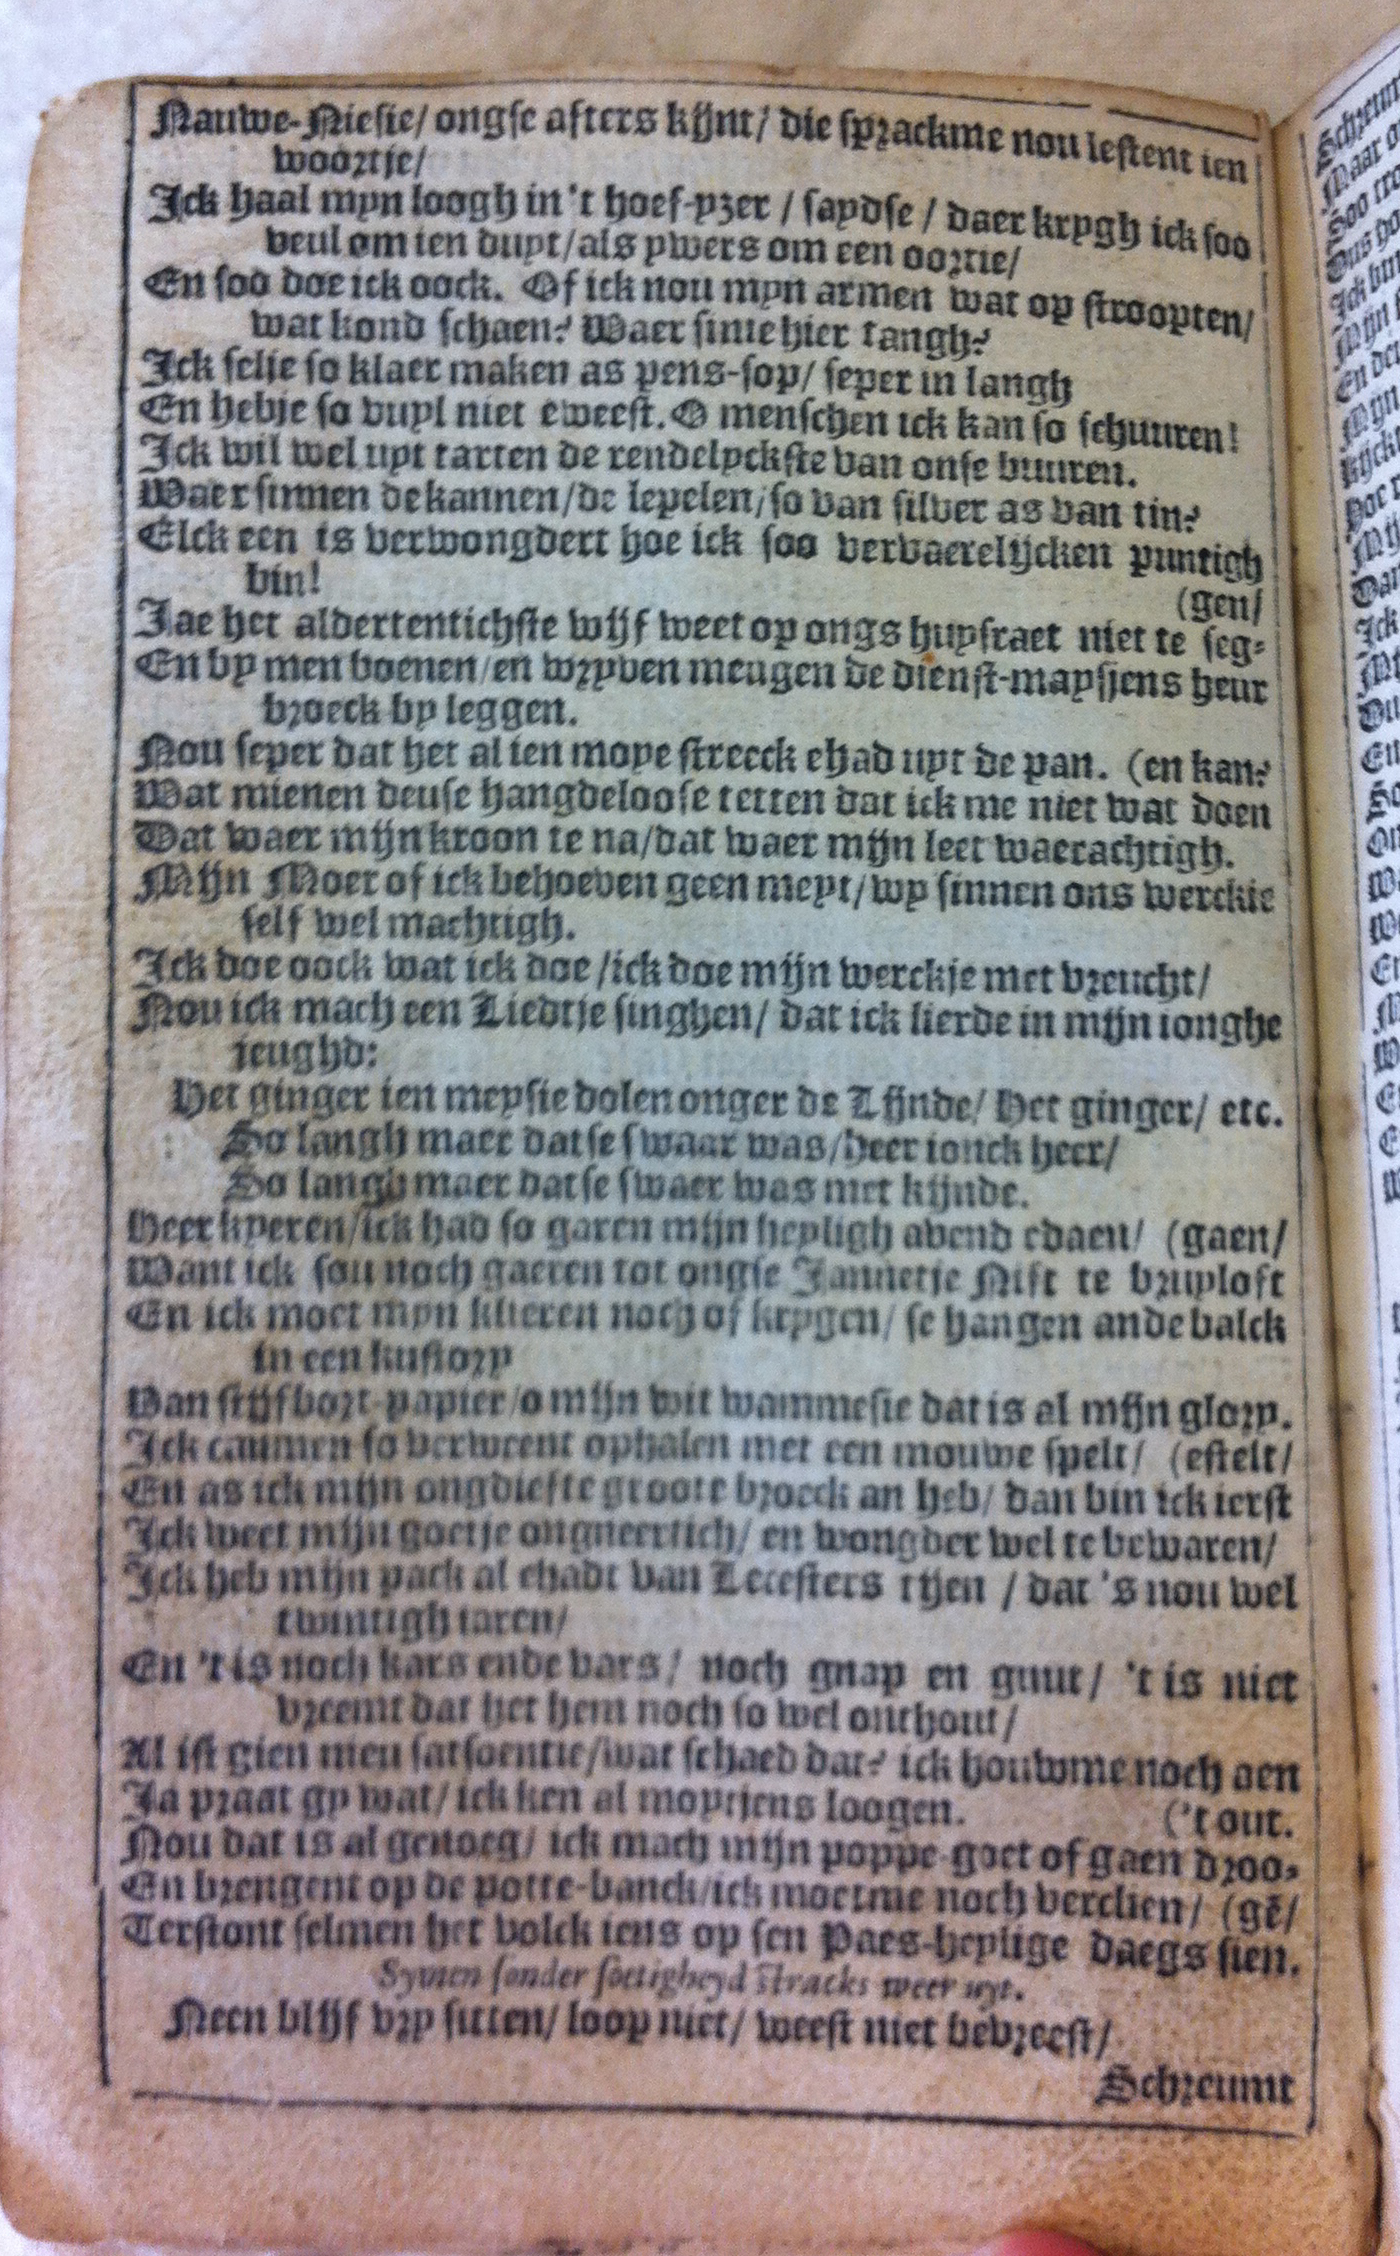 Nauwe-Niesie/ ongse afters kijnt/ die sprackme nou lestent ien
woortje/
Ick haal myn loogh in 't hoef-yzer / saydse / daer krygh ick soo
veul om ien duyt/als ywers om een oortie/
En soo doe ick oock. Of ick nou myn armen wat op stroopten/
wat kond schaen? Waer sinie hier tangh?
Ick selje so klaer maken as pens-sop/ seper in langh
En hebje so vuyl niet eweest. O menschen ick kan so schuuren!
Ick wil wel uyt tarten de rendelyckste van onse buuren.
Waer sinnen de kannen/de lepelen/so van silver as van tin?
Elck een is verwongdert hoe ick soo vervaerelijcken puntigh
bin! (gen/
Jae het aldertentichste wijf weet op ongs huysraet niet te seg-
En by men boenen/en wryven meugen de dienst-maysjens heur
broeck by leggen.
Nou seper dat het al ien moye streeck ehad uyt de pan. (en kan?
Wat mienen deuse hangdeloose tetten dat ick me niet wat doen
Dat waer mijn kroon te na/dat waer mijn leet waerachtigh.
Mijn Moer of ick behoeven geen meyt/wy sinnen ons werckie
self wel machtigh.
Ick doe oock wat ick doe/ick doe mijn werckje met vreucht/
Nou ick mach een Liedtje singhen/ dat ick lierde in mijn ionghe
ieughd:
Het ginger ien meysie dolen onger de Lijnde/ Het ginger/ etc.
So langh maer datse swaar was/heer ionck heer/
So langh maer datse swaer was met kijnde.
Heer kyeren/ick had so garen mijn heyligh abend edaen/ (gaen/
Want ick sou noch gaeren tot ongse Jannetje Nift te bruyloft
En ick moet myn klieren noch of krygen/ se hangen ande balck
in een kustory
Van stijf bort-papier/o mijn wit wammesie dat is al mijn glory.
Ick caumen so verweent ophalen met een mouwe spelt/ (estelt/
En as ick mijn ongdiefte groote broeck an heb/ dan bin ick ierst
Ick weet mijn goetje ongneertich/ en wongder wel te bewaren/
Ick heb mijn pack al ehadt van Lecesters tijen / dat 's nou wel
twintigh iaren/
En 't is noch kars ende vars/ noch gnap en guut/ 't is niet
vreemt dat het hem noch so wel onthout/
Al ist gien nieu satsoentie/wat schaed dat? ick houwme noch aen
Ja praat gy wat/ ick ken al moytjens loogen. ('t out.
Nou dat is al genoeg/ ick mach mijn poppe-goet of gaen droo-
En brengent op de potte-banck/ick moetme noch verclien/ (gē/
Terstont selmen het volck iens op sen Paes-heylige daegs sien.
Symen sonder soetigheyd stracks weer uyt.
Neen blijf vry sitten/ loop niet/ weest niet bevreest/
Schreumt